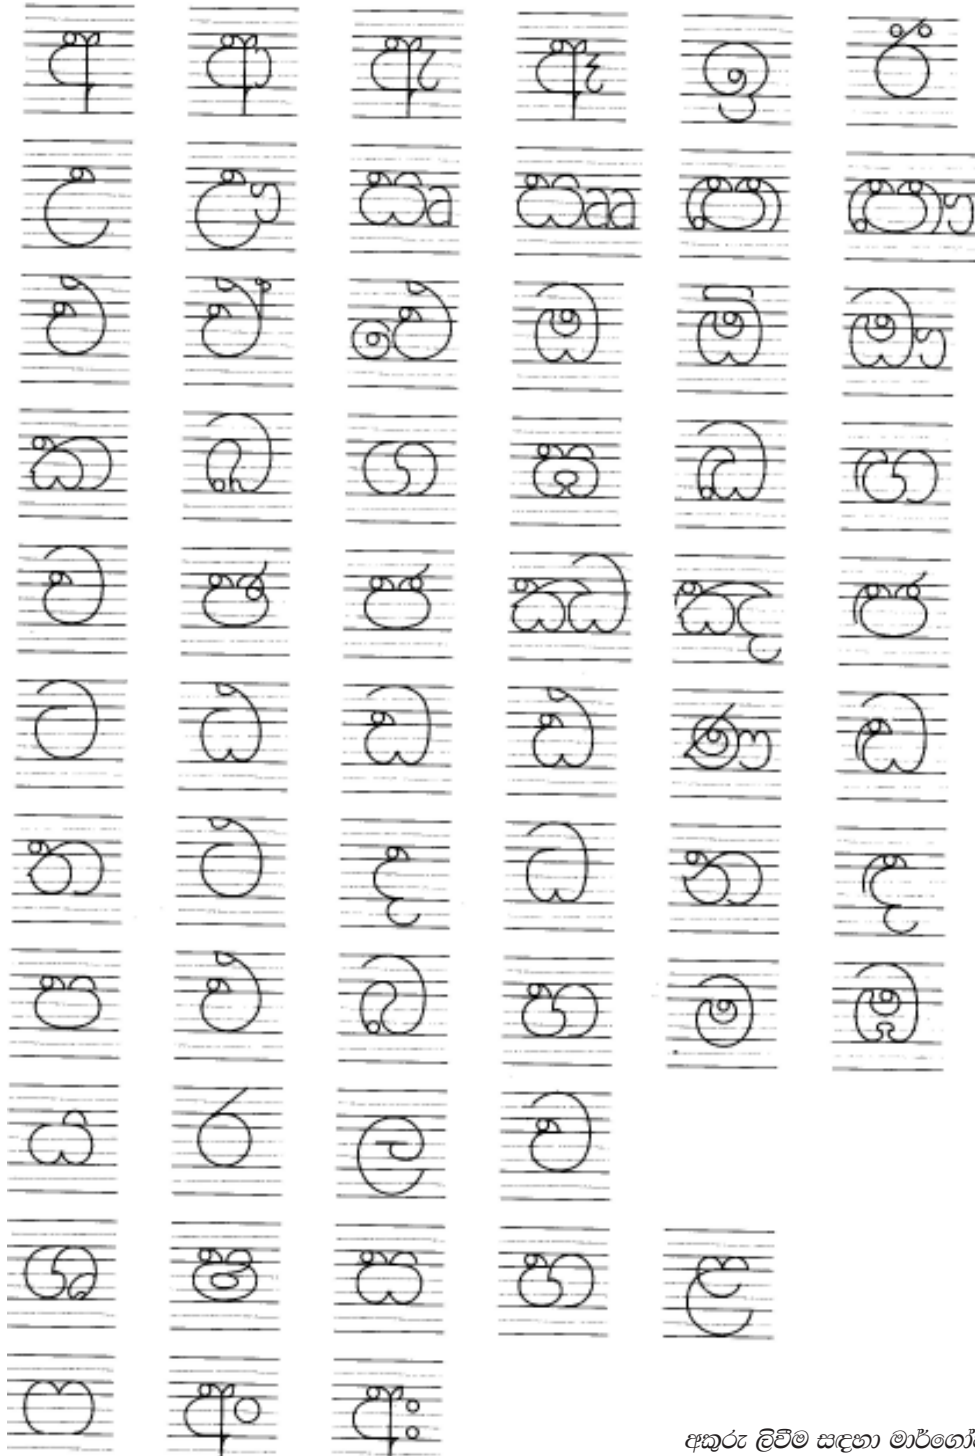 අ ආ ඇ ඈ ඉ ඊ
උ ඌ ඍ ඎ ඏ ඐ
එ ඒ ඓ ඔ ඕ ඖ
ක ඛ ග ඝ ඞ ඟ
ච ඡ ජ ඣ ඤ ඦ
ට ඨ ඩ ඪ ණ ඬ
ත ථ ද ධ න ඳ
ප ඵ බ භ ම ඹ
ය ර ල ව
ශ ෂ ස හ ළ
ෆ අං අඃ
අකුරු ලිවීම සඳහා